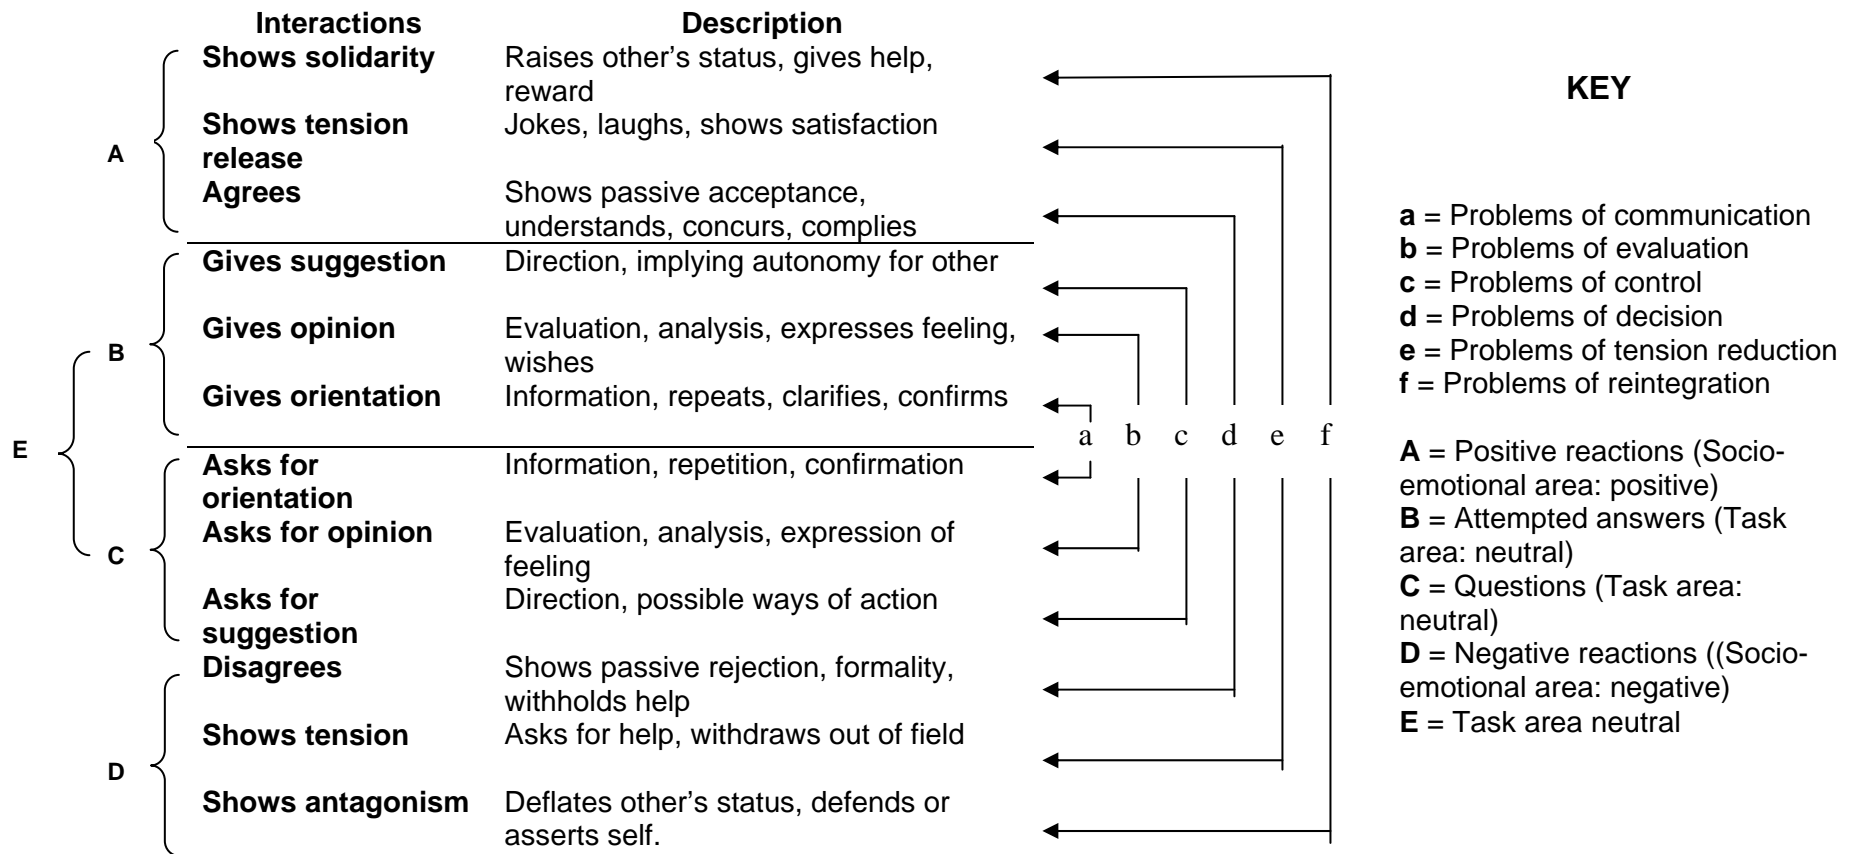 Interactions Description
Shows solidarity Raises other’s status, gives help,
reward
Shows tension Jokes, laughs, shows satisfaction
release
A
Agrees Shows passive acceptance,
understands, concurs, complies
Gives suggestion Direction, implying autonomy for other
Gives opinion Evaluation, analysis, expresses feeling,
wishes
B
Gives orientation Information, repeats, clarifies, confirms
a b c d e f
E
Asks for Information, repetition, confirmation
orientation
Asks for opinion Evaluation, analysis, expression of
feeling
C
Asks for Direction, possible ways of action
suggestion
Disagrees Shows passive rejection, formality,
withholds help
Shows tension Asks for help, withdraws out of field
D
Shows antagonism Deflates other’s status, defends or
asserts self.
KEY
a = Problems of communication
b = Problems of evaluation
c = Problems of control
d = Problems of decision
e = Problems of tension reduction
f = Problems of reintegration
A = Positive reactions (Socio-
emotional area: positive)
B = Attempted answers (Task
area: neutral)
C = Questions (Task area:
neutral)
D = Negative reactions ((Socio-
emotional area: negative)
E = Task area neutral